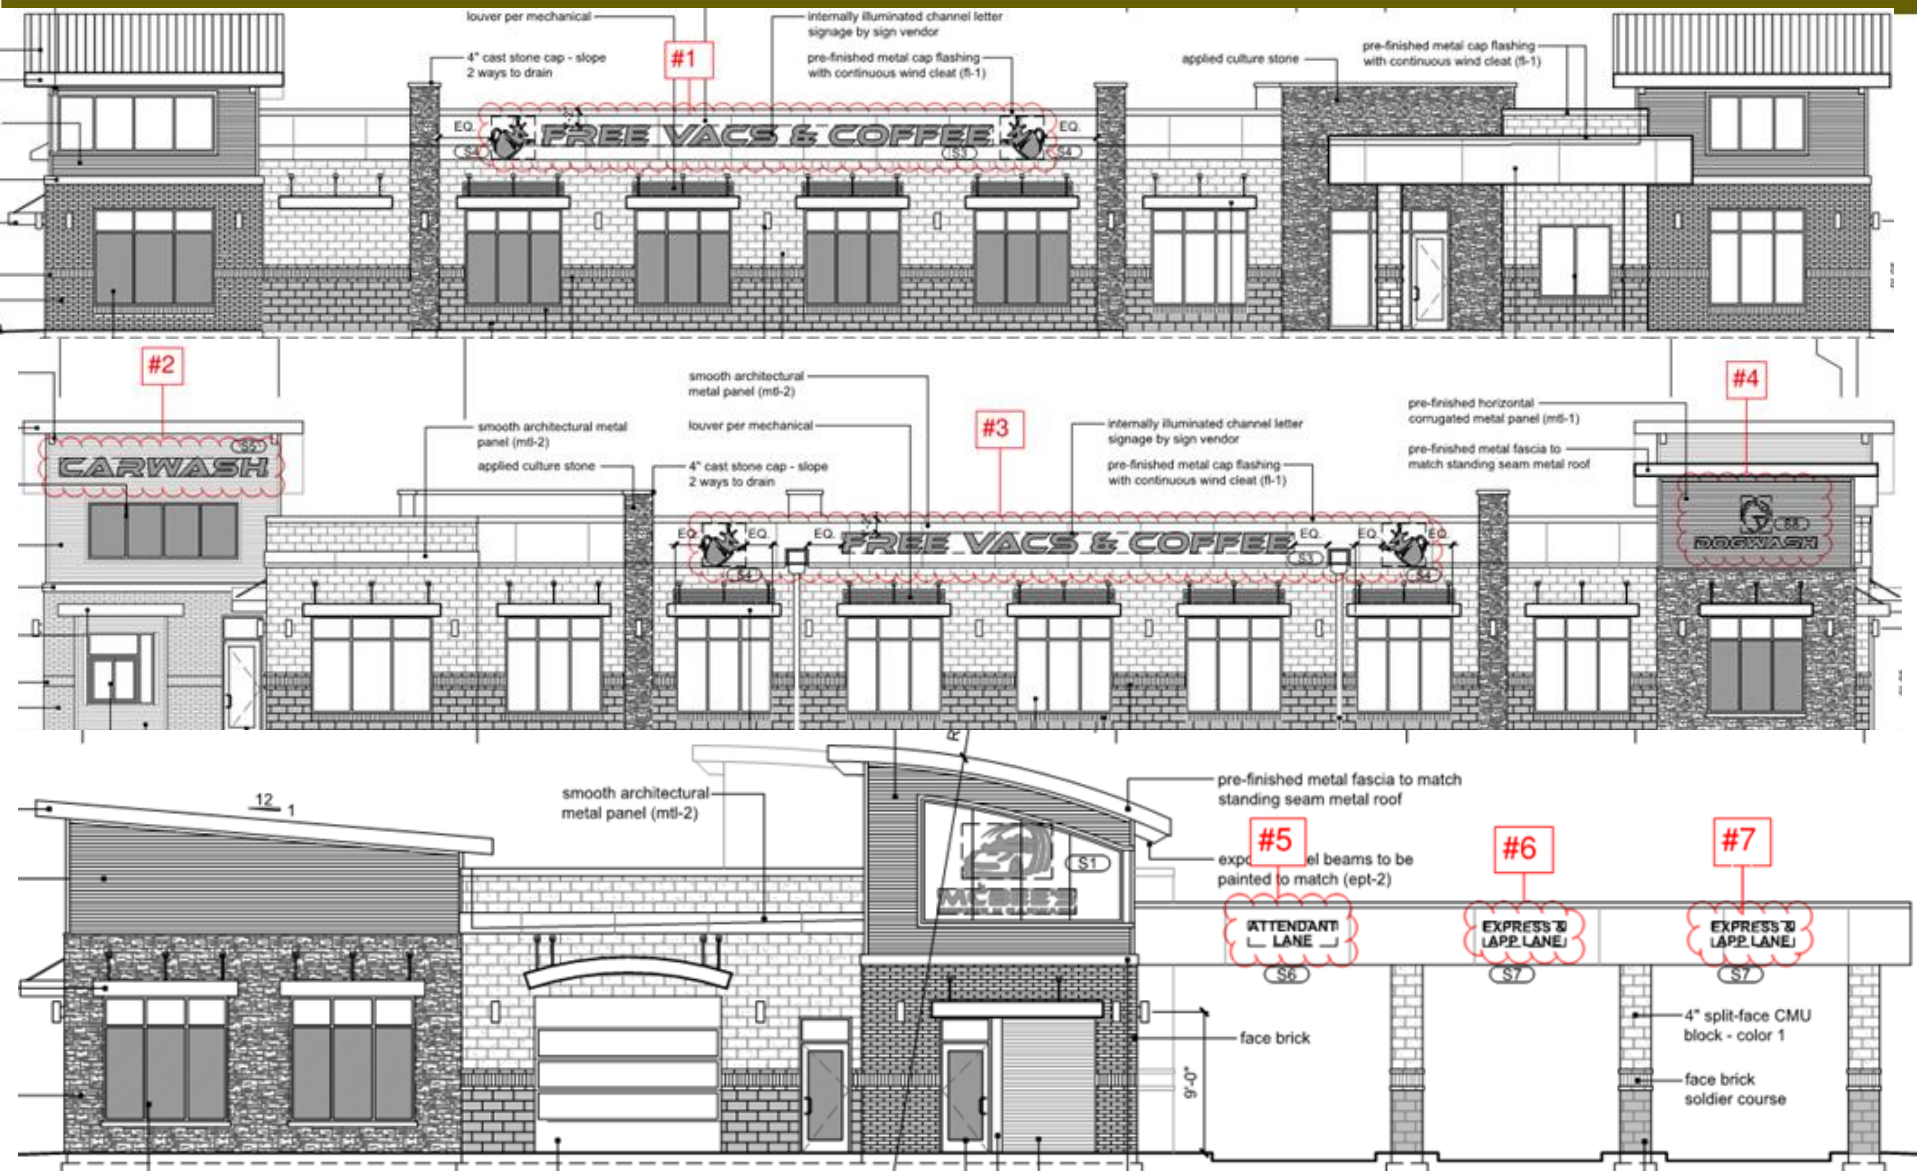 louver per mechanical
internally illuminated channel letter
signage by sign vendor
#1
4" cast stone cap - slope
2 ways to drain
pre-finished metal cap flashing
with continuous wind cleat (fl-1)
applied culture stone
pre-finished metal cap flashing
with continuous wind cleat (fl-1)
EQ.
FREE VACS & COFFEE
EQ.
S4
S3
S4
#2
smooth architectural
metal panel (mtl-2)
#4
pre-finished horizontal
corrugated metal panel (mtl-1)
#3
smooth architectural metal
panel (mtl-2)
louver per mechanical
internally illuminated channel letter
signage by sign vendor
S5
CARWASH
applied culture stone
4" cast stone cap - slope
2 ways to drain
pre-finished metal cap flashing
with continuous wind cleat (fl-1)
pre-finished metal fascia to
match standing seam metal roof
EQ.
EQ.
EQ.
FREE VACS & COFFEE
EQ.
EQ.
EQ.
S4
S3
S4
DOGWASH
R
12
1
smooth architectural
metal panel (mtl-2)
pre-finished metal fascia to match
standing seam metal roof
#5
#6
#7
el beams to be
painted to match (ept-2)
S1
MCBEE'S
ATTENDANT
LANE
EXPRESS &
APP LANE
EXPRESS &
APP LANE
S6
S7
S7
4" split-face CMU
block - color 1
face brick
9'-0"
face brick
soldier course